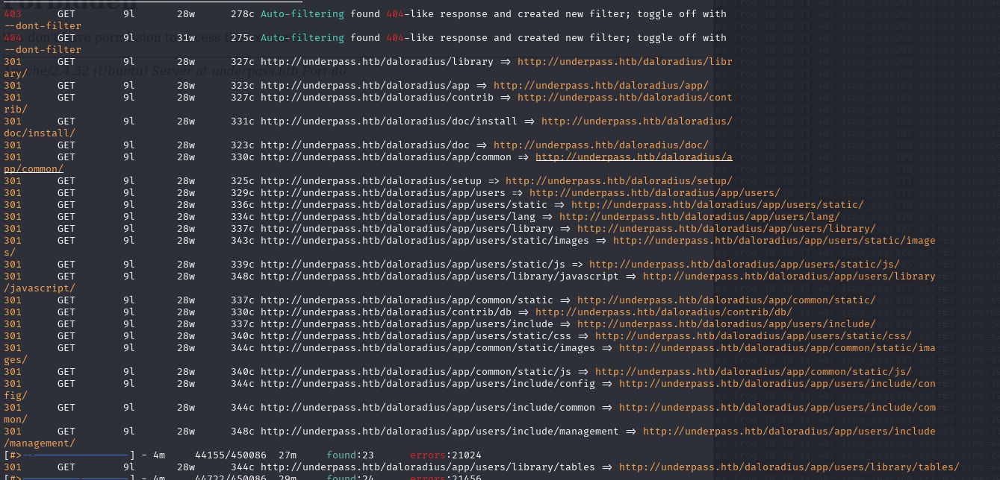 Forbidden
403 GET 9l 28w 278c Auto-filtering found 404-like response and created new filter; toggle off with
--dont-filter
404 GET 9l 31w 275c Auto-filtering found 404-like response and created new filter; toggle off with
--dont-filter
301 GET 9l 28w 327c http://underpass.htb/daloradius/library => http://underpass.htb/daloradius/libr
ary/
Apache/2.4.52 (Ubuntu) Server at underpass.htb Port 80
301 GET 9l 28w 323c http://underpass.htb/daloradius/app => http://underpass.htb/daloradius/app/
301 GET 9l 28w 327c http://underpass.htb/daloradius/contrib => http://underpass.htb/daloradius/cont
rib/
301 GET 9l 28w 331c http://underpass.htb/daloradius/doc/install => http://underpass.htb/daloradius/
doc/install/
301 GET 9l 28w 323c http://underpass.htb/daloradius/doc => http://underpass.htb/daloradius/doc/
301 GET 9l 28w 330c http://underpass.htb/daloradius/app/common => http://underpass.htb/daloradius/a
pp/common/
301 GET 9l 28w 325c http://underpass.htb/daloradius/setup => http://underpass.htb/daloradius/setup/
301 GET 9l 28w 329c http://underpass.htb/daloradius/app/users => http://underpass.htb/daloradius/app/users/
301 GET 9l 28w 336c http://underpass.htb/daloradius/app/users/static => http://underpass.htb/daloradius/app/users/static/
301 GET 9l 28w 334c http://underpass.htb/daloradius/app/users/lang => http://underpass.htb/daloradius/app/users/lang/
301 GET 9l 28w 337c http://underpass.htb/daloradius/app/users/library => http://underpass.htb/daloradius/app/users/library/
301 GET 9l 28w 343c http://underpass.htb/daloradius/app/users/static/images => http://underpass.htb/daloradius/app/users/static/image
s/
301 GET 9l 28w 339c http://underpass.htb/daloradius/app/users/static/js => http://underpass.htb/daloradius/app/users/static/js/
301 GET 9l 28w 348c http://underpass.htb/daloradius/app/users/library/javascript => http://underpass.htb/daloradius/app/users/library
/javascript/
301 GET 9l 28w 337c http://underpass.htb/daloradius/app/common/static => http://underpass.htb/daloradius/app/common/static/
301 GET 9l 28w 330c http://underpass.htb/daloradius/contrib/db => http://underpass.htb/daloradius/contrib/db/
301 GET 9l 28w 337c http://underpass.htb/daloradius/app/users/include => http://underpass.htb/daloradius/app/users/include/
301 GET 9l 28w 340c http://underpass.htb/daloradius/app/users/static/css => http://underpass.htb/daloradius/app/users/static/css/
301 GET 9l 28w 344c http://underpass.htb/daloradius/app/common/static/images => http://underpass.htb/daloradius/app/common/static/ima
ges/
301 GET 9l 28w 340c http://underpass.htb/daloradius/app/common/static/js => http://underpass.htb/daloradius/app/common/static/js/
301 GET 9l 28w 344c http://underpass.htb/daloradius/app/users/include/config => http://underpass.htb/daloradius/app/users/include/con
fig/
301 GET 9l 28w 344c http://underpass.htb/daloradius/app/users/include/common => http://underpass.htb/daloradius/app/users/include/com
mon/
301 GET 9l 28w 348c http://underpass.htb/daloradius/app/users/include/management => http://underpass.htb/daloradius/app/users/include
/management/
[#>------------------] - 4m 44155/450086 27m found:23 errors:21024
301 GET 9l 28w 344c http://underpass.htb/daloradius/app/users/library/tables => http://underpass.htb/daloradius/app/users/library/tables/
[#>------------------] - 4m 44722/450086 29m found:24 errors:21456